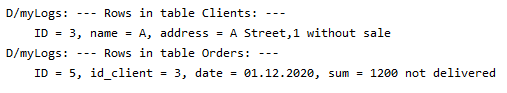 D/myLogs: --- Rows in table Clients: ---
ID = 3, name = A, address = A Street,1 without sale
D/myLogs: --- Rows in table Orders: ---
ID = 5, id_client = 3, date = 01.12.2020, sum = 1200 not delivered